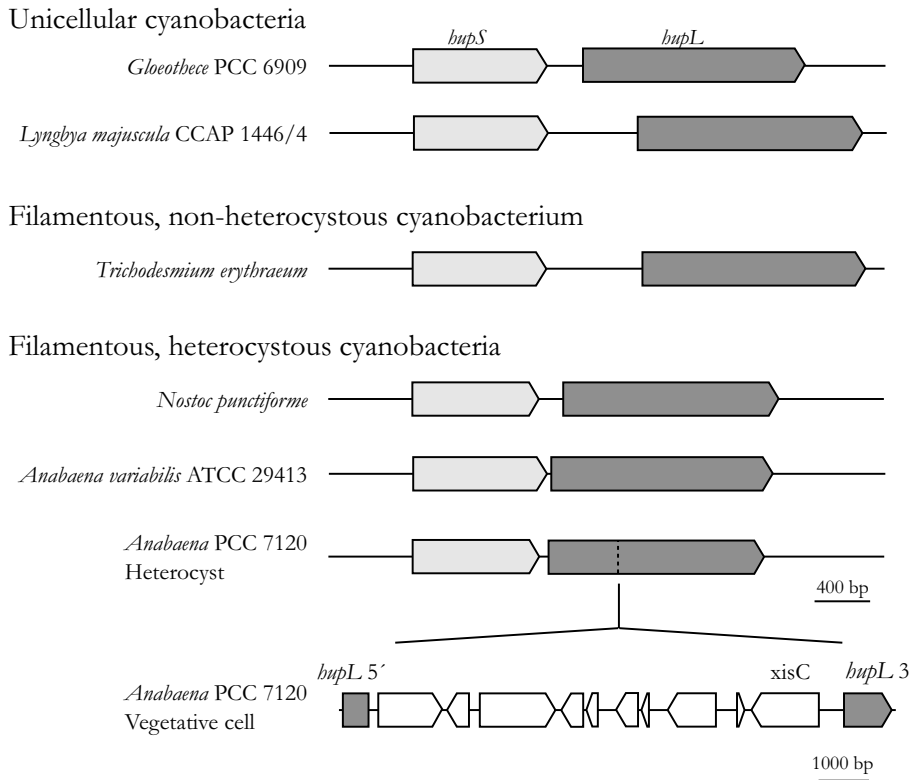 Unicellular cyanobacteria
hupS
hupL
Gloeothece PCC 6909
Lyngbya majuscula CCAP 1446/4
Filamentous, non-heterocystous cyanobacterium
Trichodesmium erythraeum
Filamentous, heterocystous cyanobacteria
Nostoc punctiforme
Anabaena variabilis ATCC 29413
Anabaena PCC 7120
Heterocyst
400 bp
hupL 5´
xisC
hupL 3
Anabaena PCC 7120
Vegetative cell
1000 bp